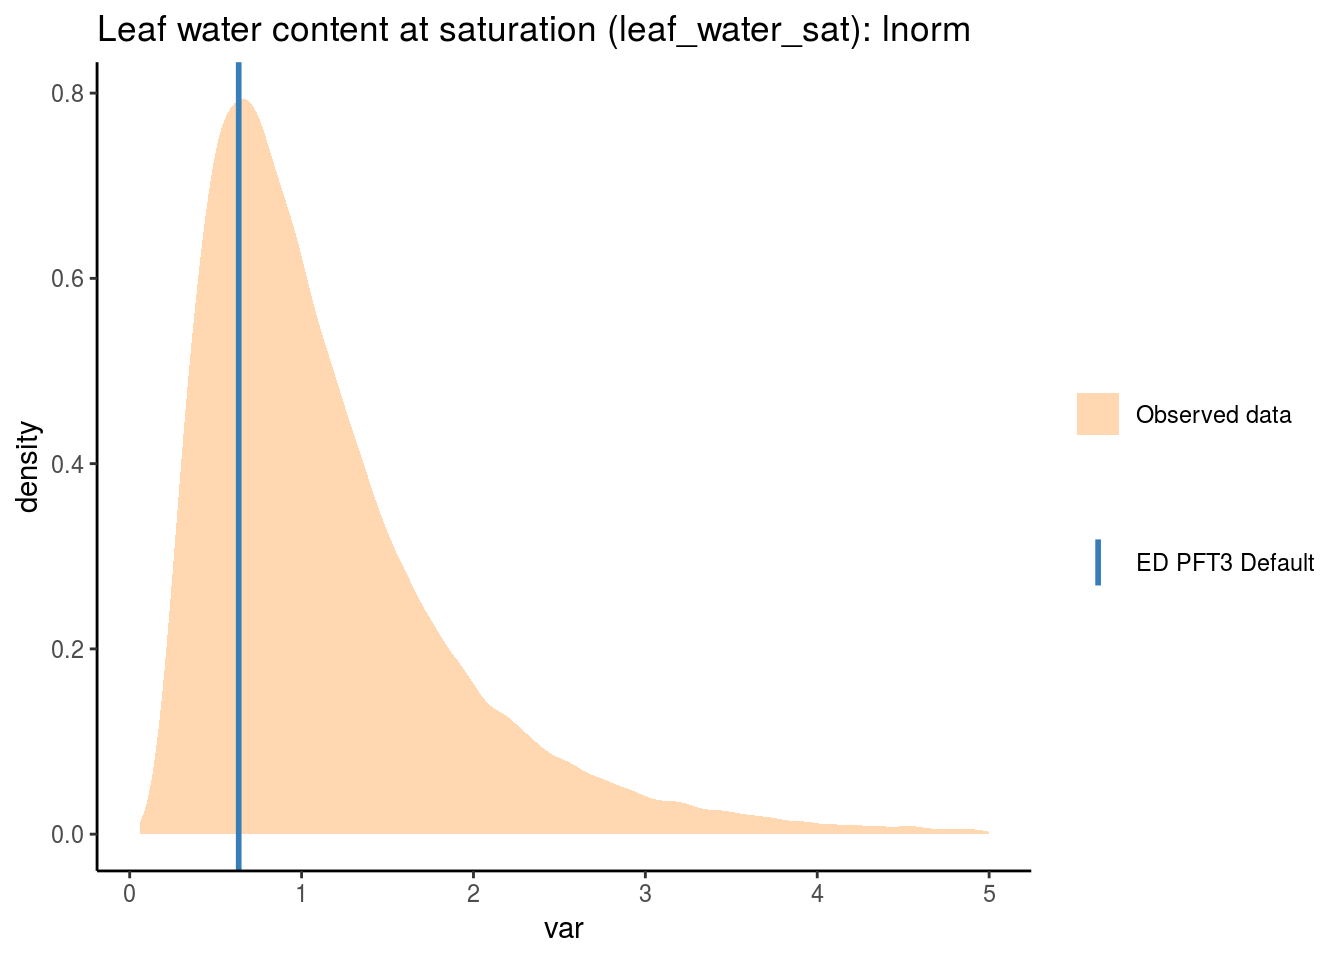 Leaf water content at saturation (leaf_water_sat): lnorm
0.8
0.6
0.4
0.2
0.0
density
0 1 2 3 4 5
var
Observed data
ED PFT3 Default